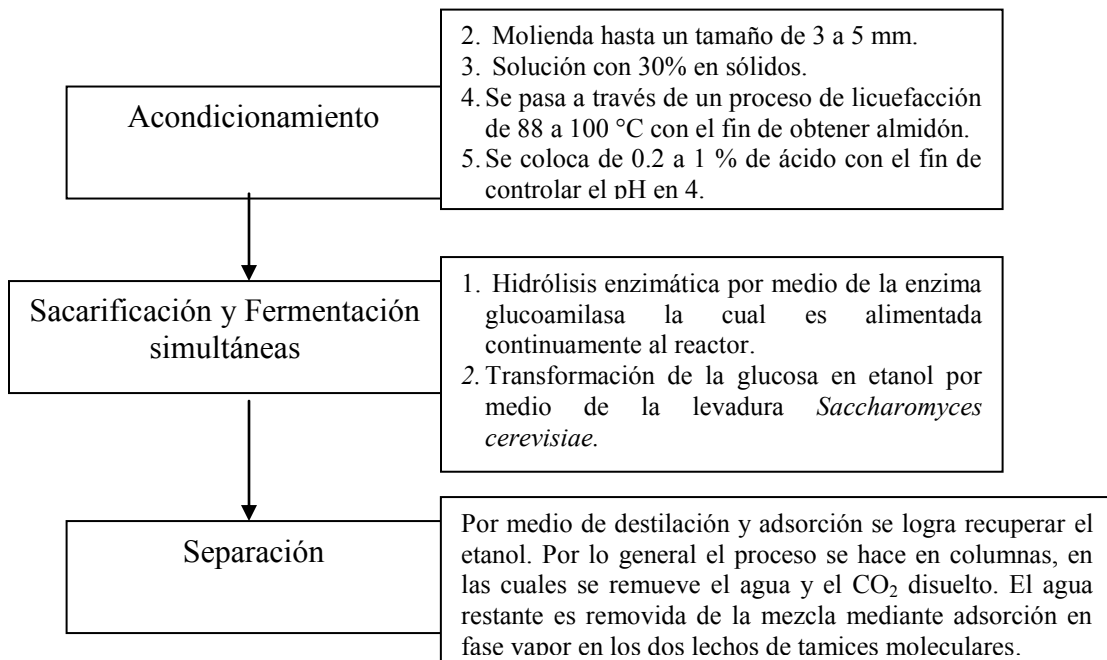 Acondicionamiento
2. Molienda hasta un tamaño de 3 a 5 mm.
3. Solución con 30% en sólidos.
4. Se pasa a través de un proceso de licuefacción
de 88 a 100 °C con el fin de obtener almidón.
5. Se coloca de 0.2 a 1 % de ácido con el fin de
controlar el pH en 4.
Sacarificación y Fermentación
simultáneas
1. Hidrólisis enzimática por medio de la enzima
glucoamilasa la cual es alimentada
continuamente al reactor.
2. Transformación de la glucosa en etanol por
medio de la levadura Saccharomyces
cerevisiae.
Separación
Por medio de destilación y adsorción se logra recuperar el
etanol. Por lo general el proceso se hace en columnas, en
las cuales se remueve el agua y el CO₂ disuelto. El agua
restante es removida de la mezcla mediante adsorción en
fase vapor en los dos lechos de tamices moleculares.